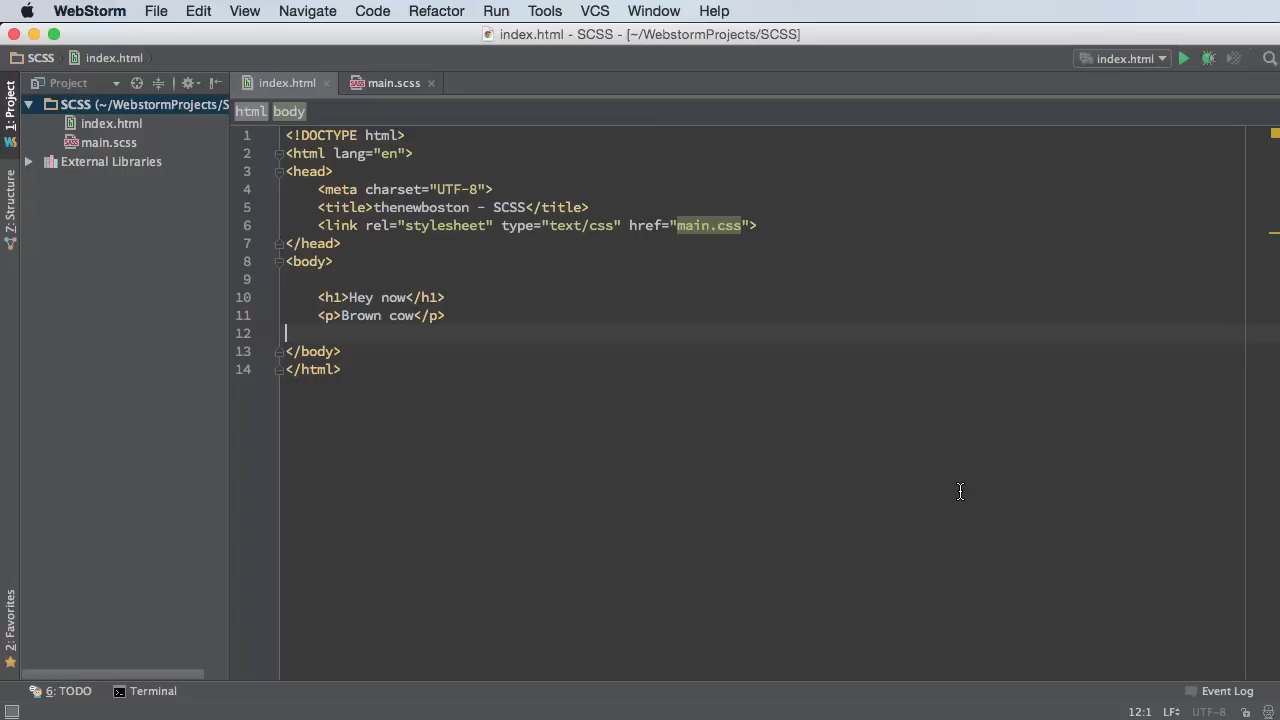 WebStorm File Edit View Navigate Code Refactor Run Tools VCS Window Help
index.html - SCSS - [~/WebstormProjects/SCSS]
SCSS index.html index.html
Project index.html main.scss
1: Project
SCSS (~/WebstormProjects/S
index.html
main.scss
External Libraries
Z: Structure
2: Favorites
html body
1 <!DOCTYPE html>
2 <html lang="en">
3 <head>
4 <meta charset="UTF-8">
5 <title>thenewboston - SCSS</title>
6 <link rel="stylesheet" type="text/css" href="main.css">
7 </head>
8 <body>
9
10 <h1>Hey now</h1>
11 <p>Brown cow</p>
12
13 </body>
14 </html>
6: TODO Terminal Event Log
12:1 LF UTF-8